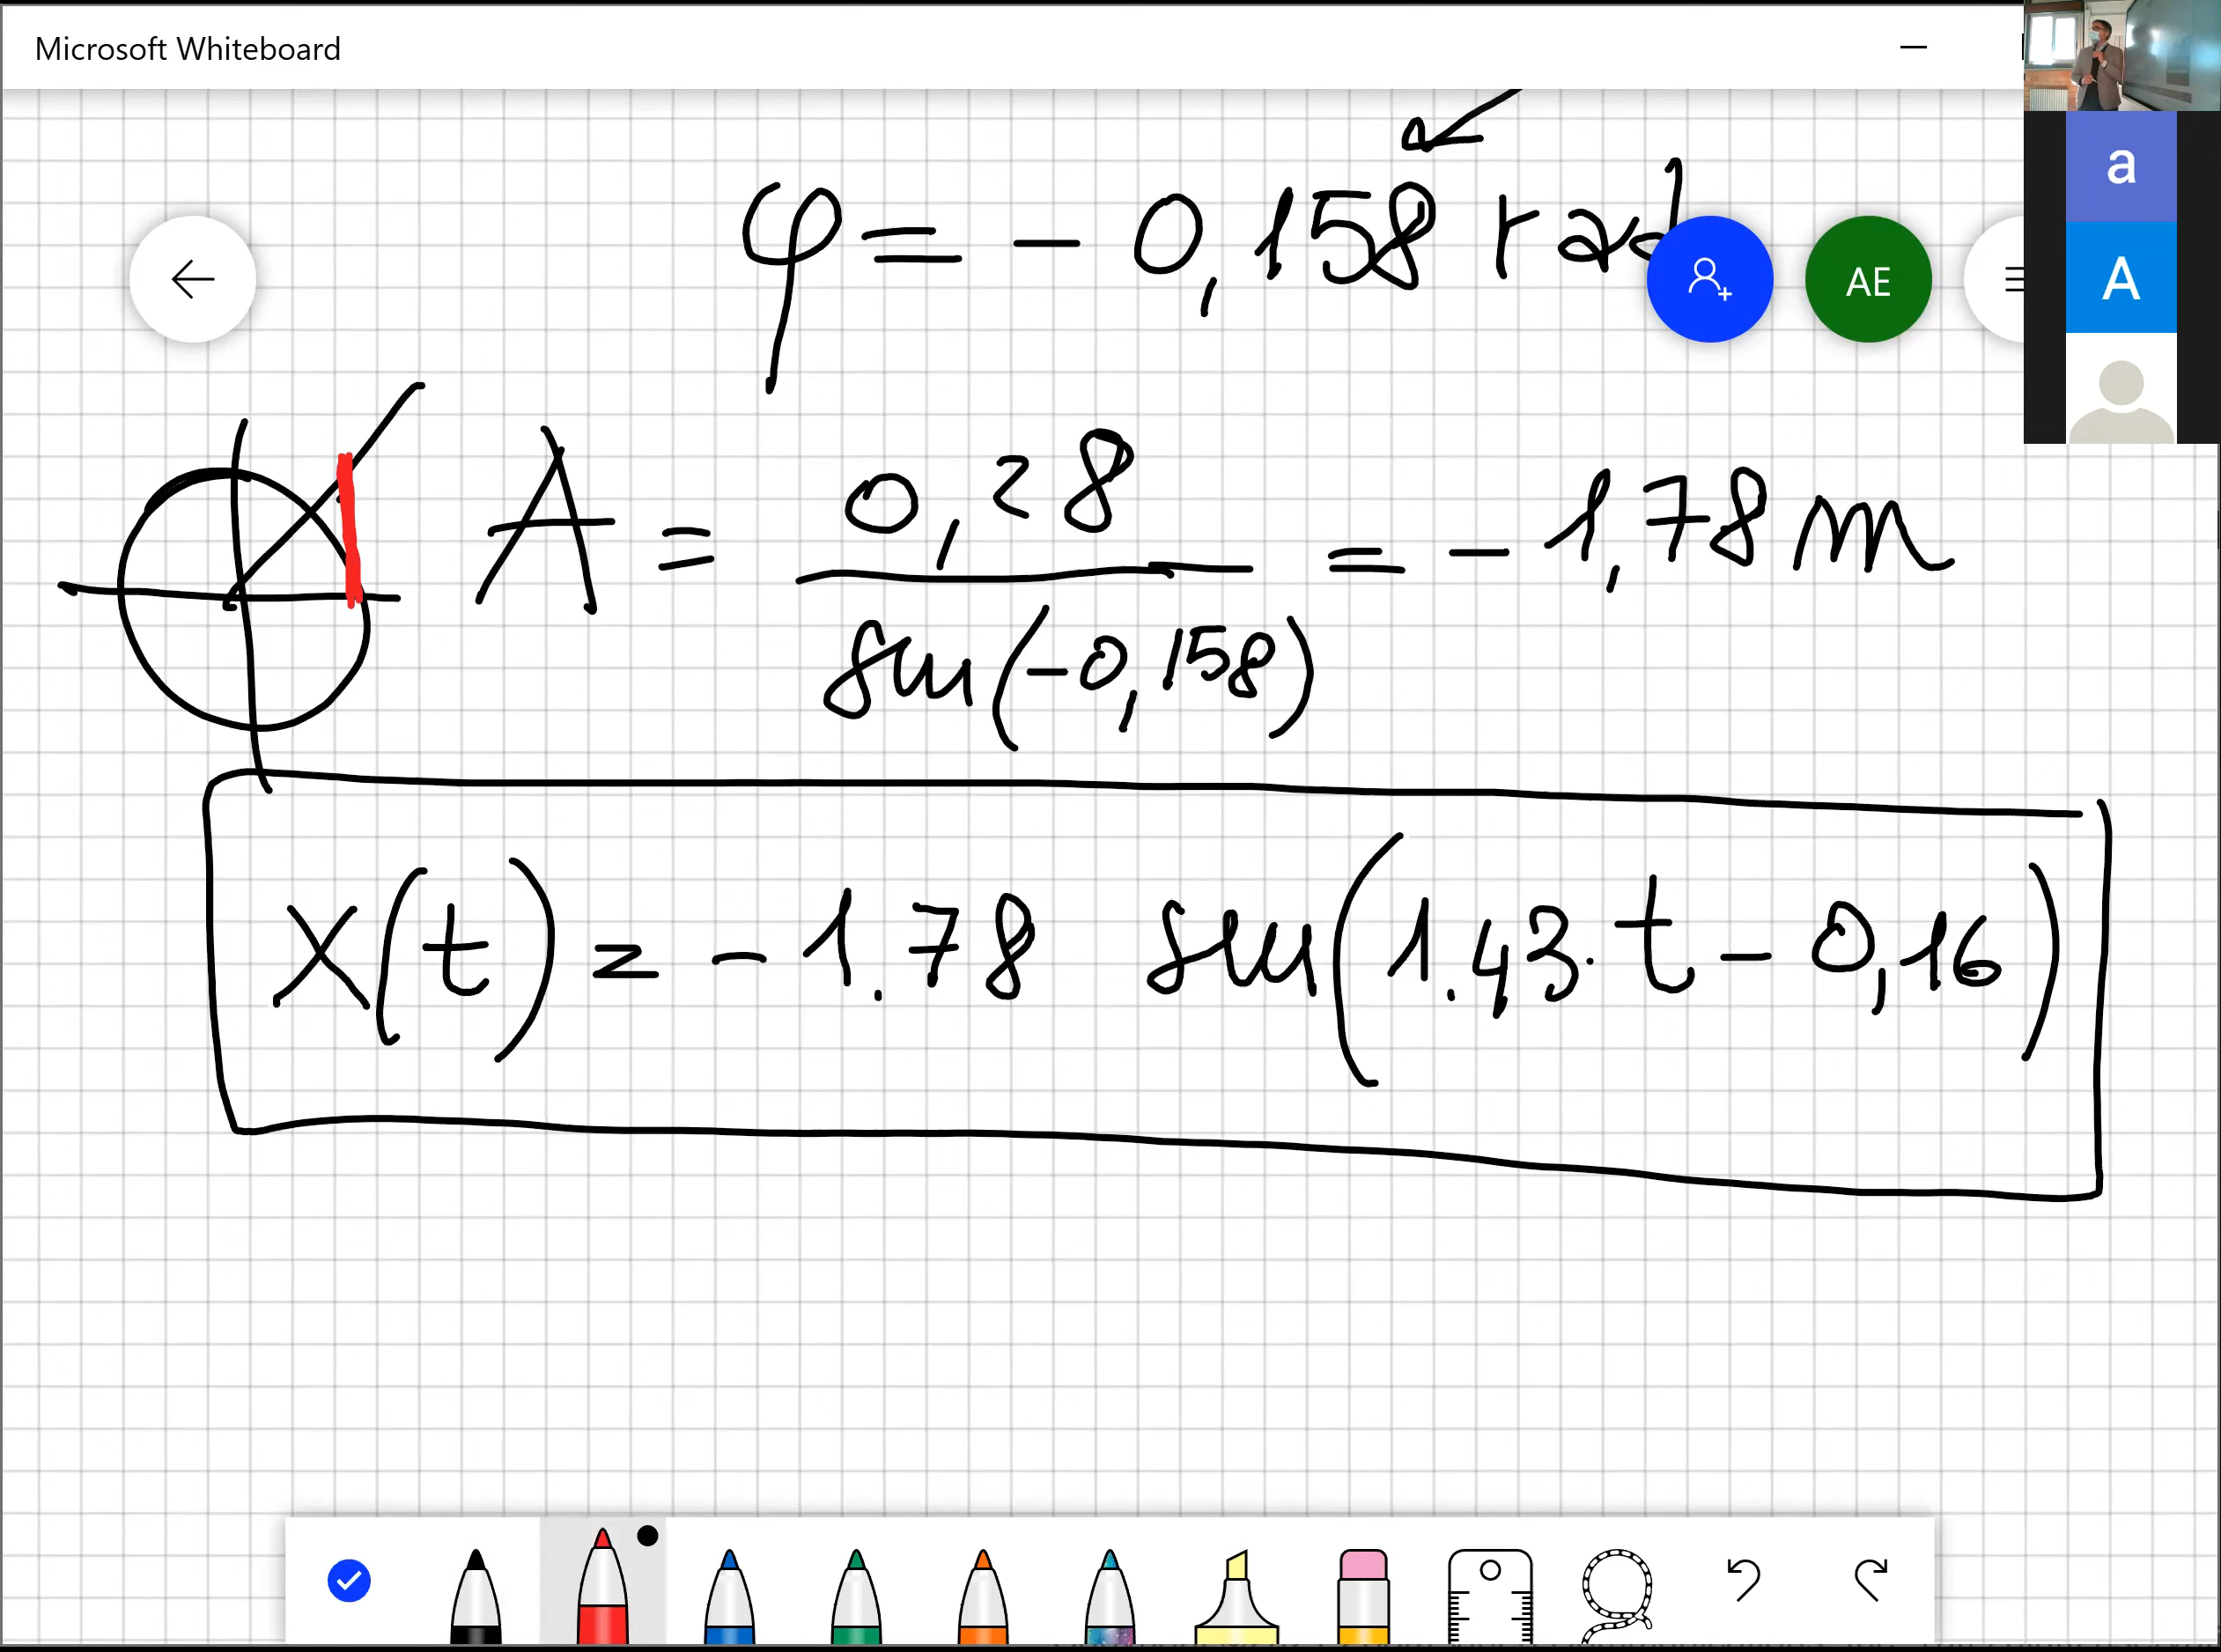 Microsoft Whiteboard
a
φ = - 0,158 rad
AE
A
A = 0,28 / sin(-0,158) = - 1,78 m
x(t) = - 1.78 sin(1.43·t - 0,16)